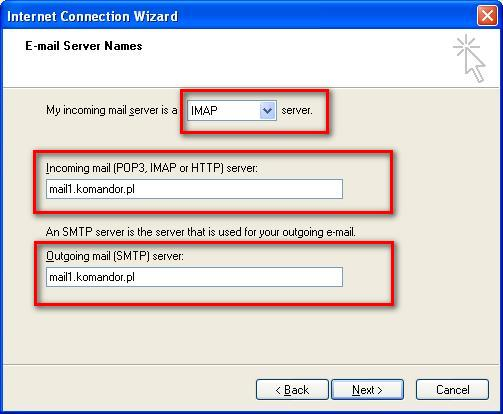 Internet Connection Wizard
E-mail Server Names
My incoming mail server is a IMAP server.
Incoming mail (POP3, IMAP or HTTP) server:
mail1.komandor.pl
An SMTP server is the server that is used for your outgoing e-mail.
Outgoing mail (SMTP) server:
mail1.komandor.pl
< Back Next > Cancel